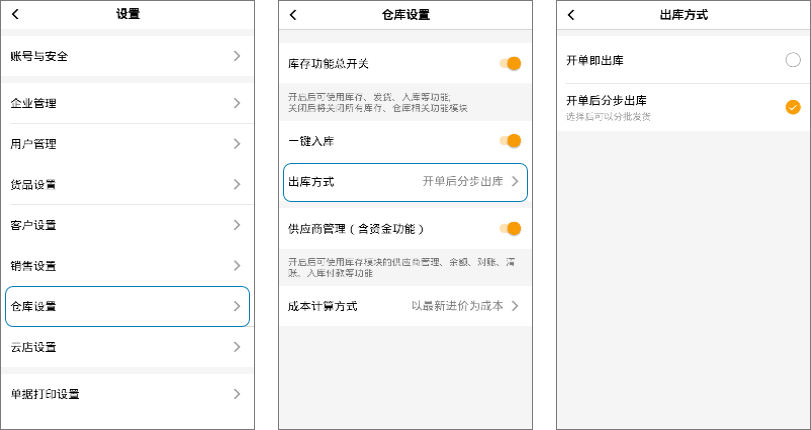 设置
账号与安全
企业管理
用户管理
货品设置
客户设置
销售设置
仓库设置
云店设置
单据打印设置
仓库设置
库存功能总开关
开启后可使用库存、发货、入库等功能;
关闭后将关闭所有库存、仓库相关功能模块
一键入库
出库方式 开单后分步出库
供应商管理（含资金功能）
开启后可使用库存模块的供应商管理、余额、对账、清
账、入库付款等功能
成本计算方式 以最新进价为成本
出库方式
开单即出库
开单后分步出库
选择后可以分批发货